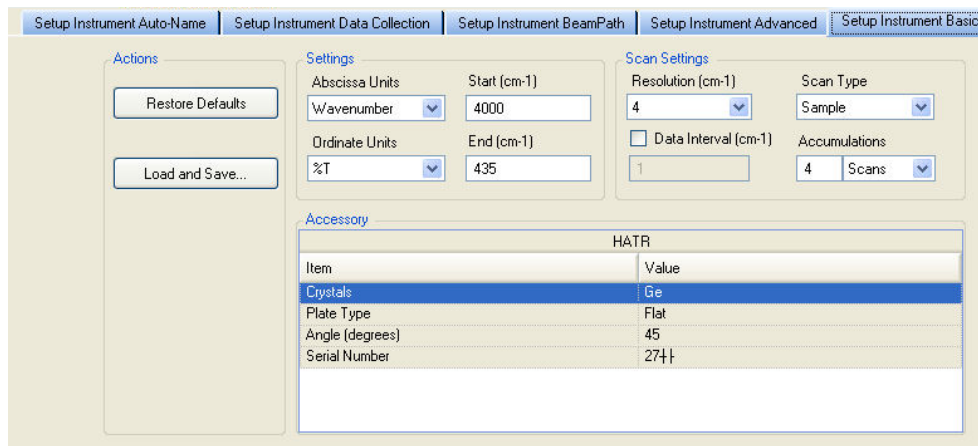 Setup Instrument Auto-Name
Setup Instrument Data Collection
Setup Instrument BeamPath
Setup Instrument Advanced
Setup Instrument Basic
Actions
Restore Defaults
Load and Save...
Settings
Abscissa Units
Start (cm-1)
Wavenumber
4000
Ordinate Units
End (cm-1)
%T
435
Scan Settings
Resolution (cm-1)
Scan Type
4
Sample
Data Interval (cm-1)
Accumulations
1
4 Scans
Accessory
HATR
Item Value
Crystals Ge
Plate Type Flat
Angle (degrees) 45
Serial Number 27┽├